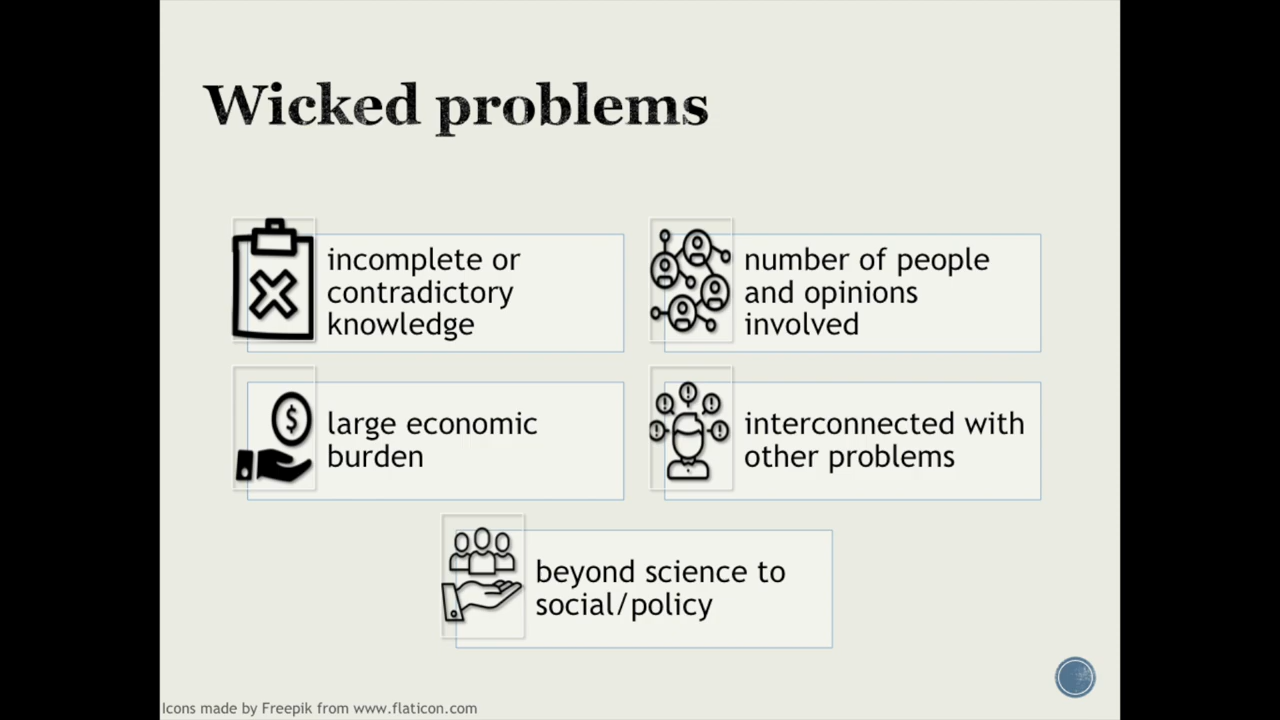 Wicked problems
incomplete or
contradictory
knowledge
number of people
and opinions
involved
large economic
burden
interconnected with
other problems
beyond science to
social/policy
Icons made by Freepik from www.flaticon.com